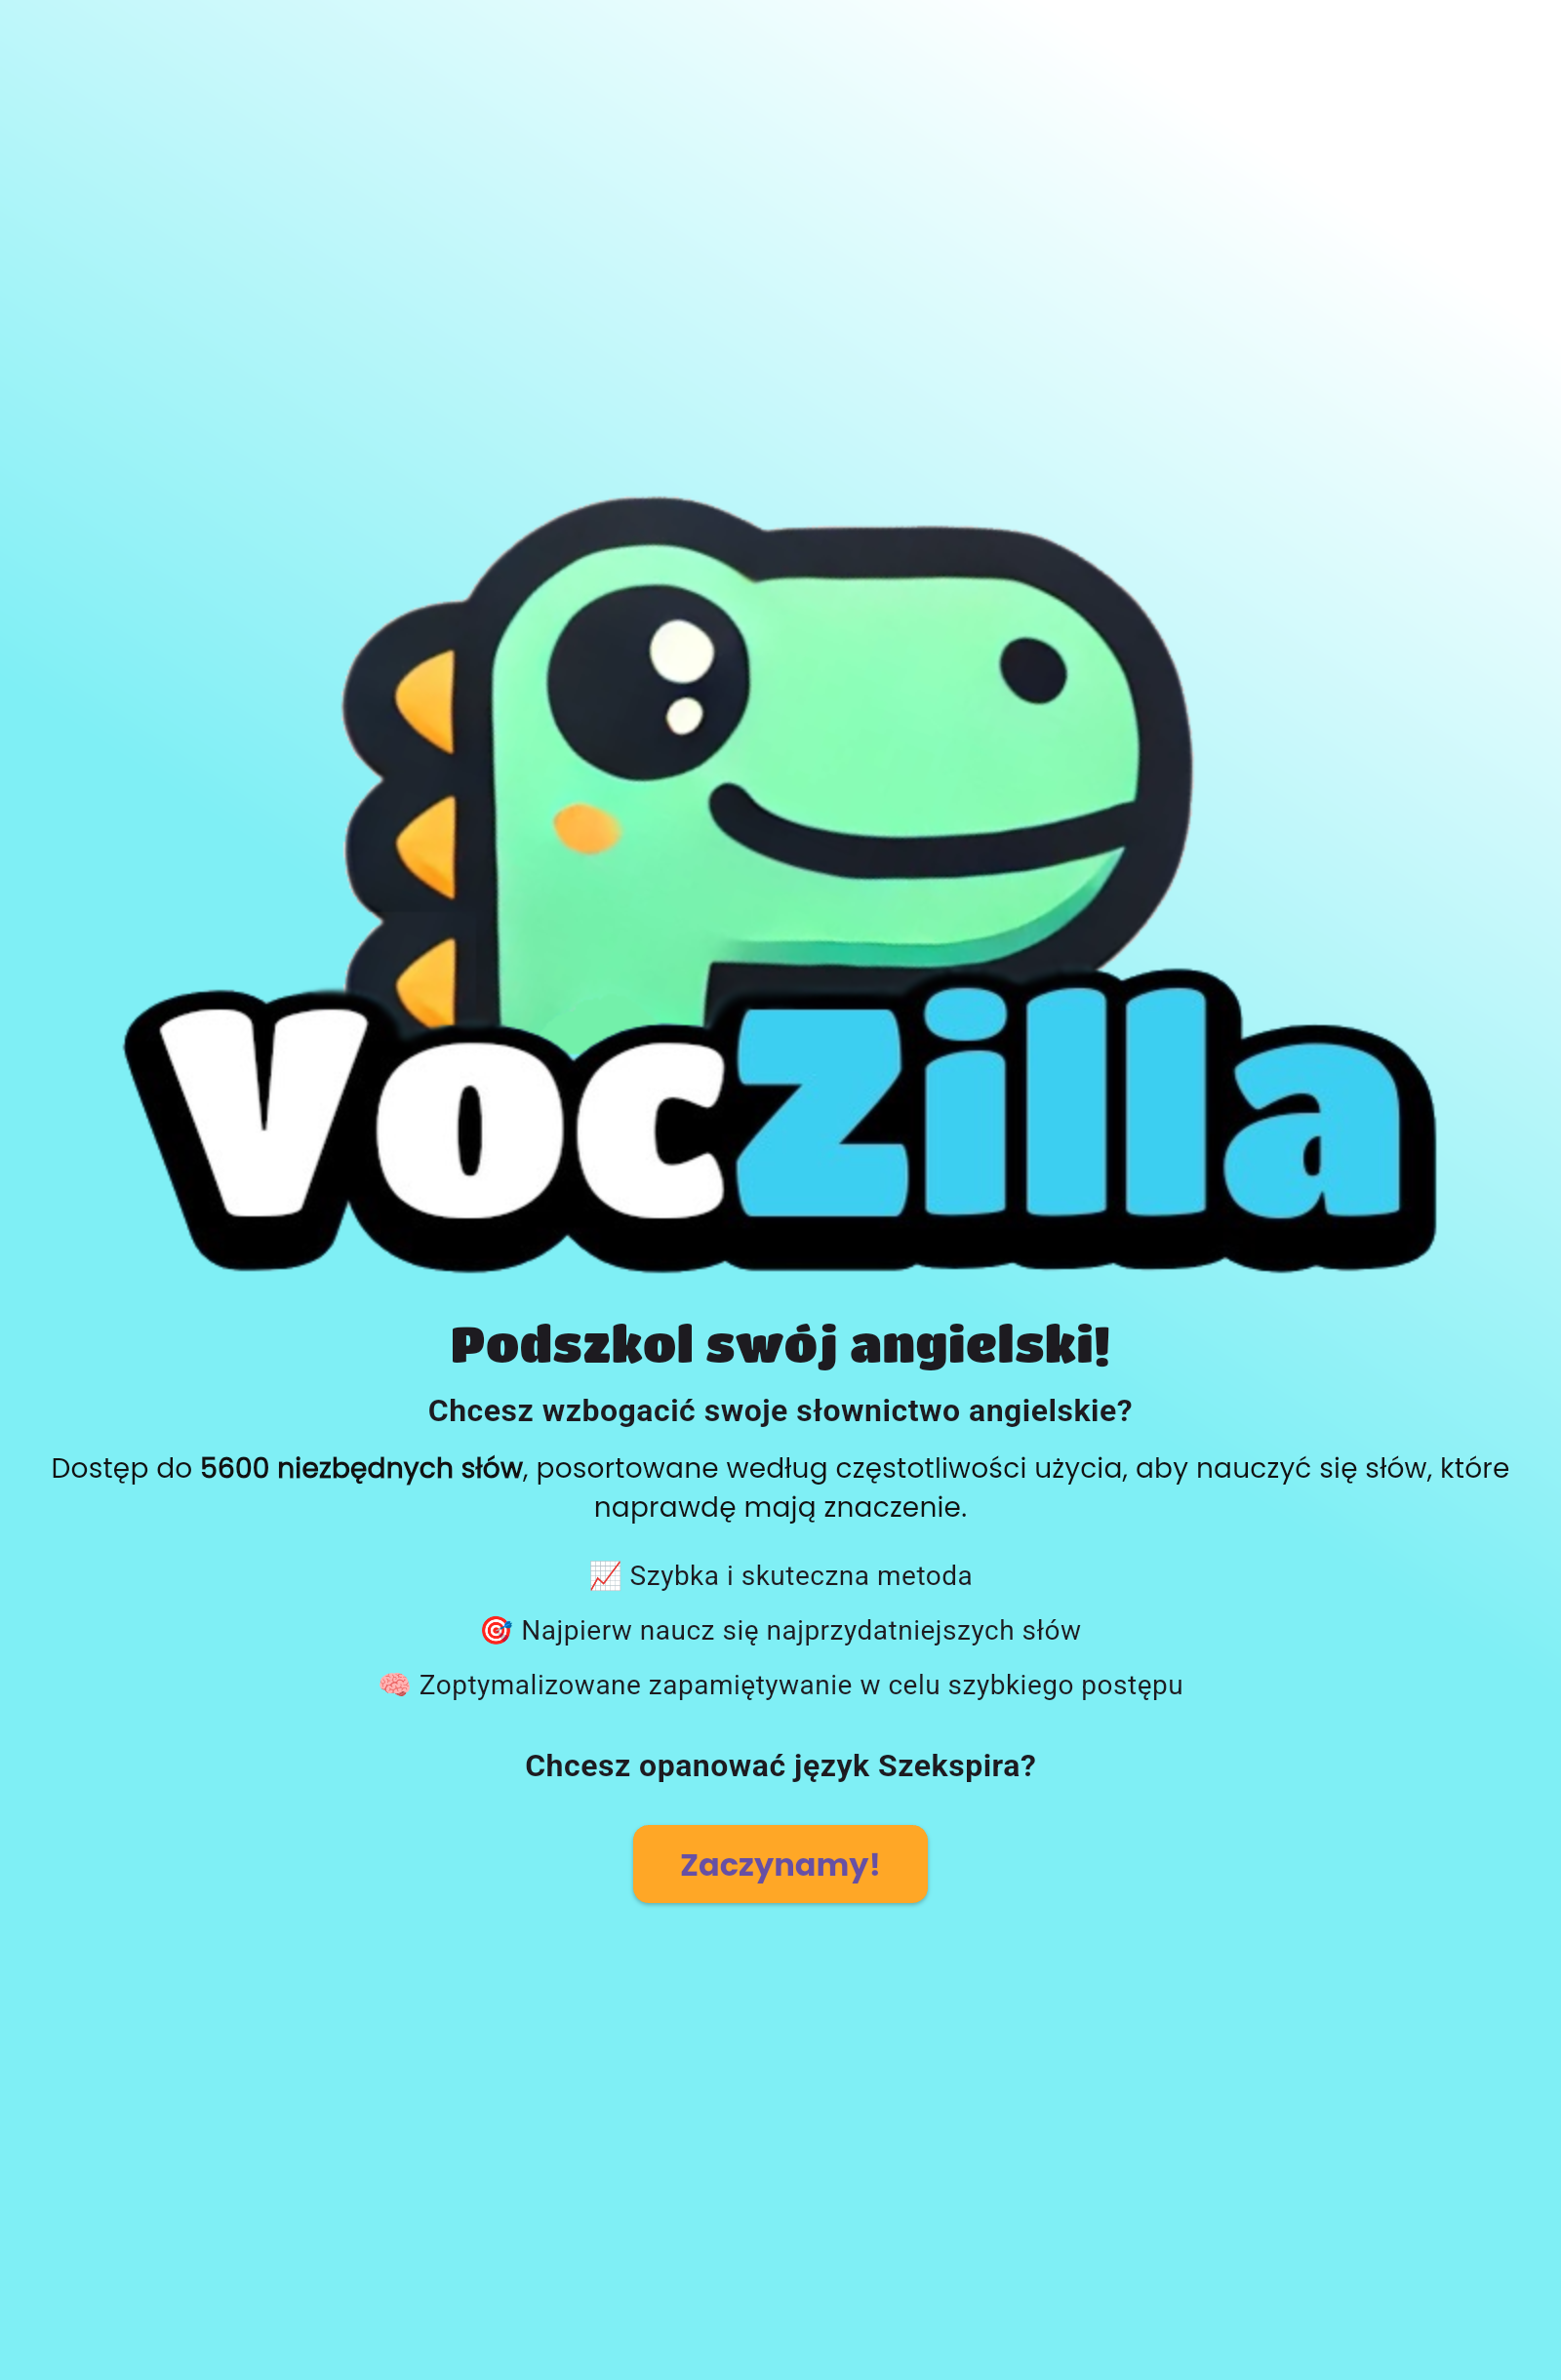 VocZilla
Podszkol swój angielski!
Chcesz wzbogacić swoje słownictwo angielskie?
Dostęp do 5600 niezbędnych słów, posortowane według częstotliwości użycia, aby nauczyć się słów, które
naprawdę mają znaczenie.
📈 Szybka i skuteczna metoda
🎯 Najpierw naucz się najprzydatniejszych słów
🧠 Zoptymalizowane zapamiętywanie w celu szybkiego postępu
Chcesz opanować język Szekspira?
Zaczynamy!